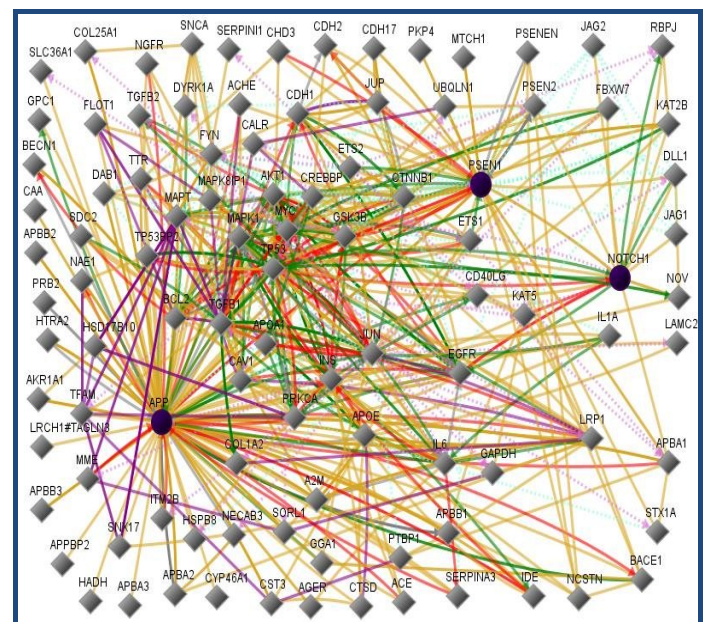 COL25A1
SNCA
SERPINI1
CHD3
CDH2
CDH17
PKP4
PSENEN
JAG2
RBPJ
SLC36A1
NGFR
MTCH1
GPC1
FLOT1
TGFB2
DYRK1A
ACHE
CDH1
JUP
UBQLN1
PSEN2
FBXW7
KAT2B
BECN1
TTR
FYN
CALR
ETS2
PSEN1
DLL1
CAA
DAB1
MAPT
MAPK8IP1
AKT1
CREBBP
CTNNB1
JAG1
APBB2
SDC2
TP53BP2
MAPK1
MYC
GSK3B
ETS1
NOTCH1
NOV
PRB2
NAE1
TP53
CD40LG
KAT5
HTRA2
HSD17B10
BCL2
TGFB1
APOA1
JUN
IL1A
LAMC2
AKR1A1
TFAM
APP
CAV1
INS
EGFR
LRCH1#TAGLN3
PRKCA
APOE
LRP1
APBB3
MME
COL1A2
IL6
GAPDH
APBA1
APPBP2
SNX17
ITM2B
HSPB8
NECAB3
SORL1
A2M
APBB1
STX1A
HADH
APBA3
APBA2
CYP46A1
CST3
GGA1
AGER
CTSD
PTBP1
ACE
SERPINA3
IDE
NCSTN
BACE1